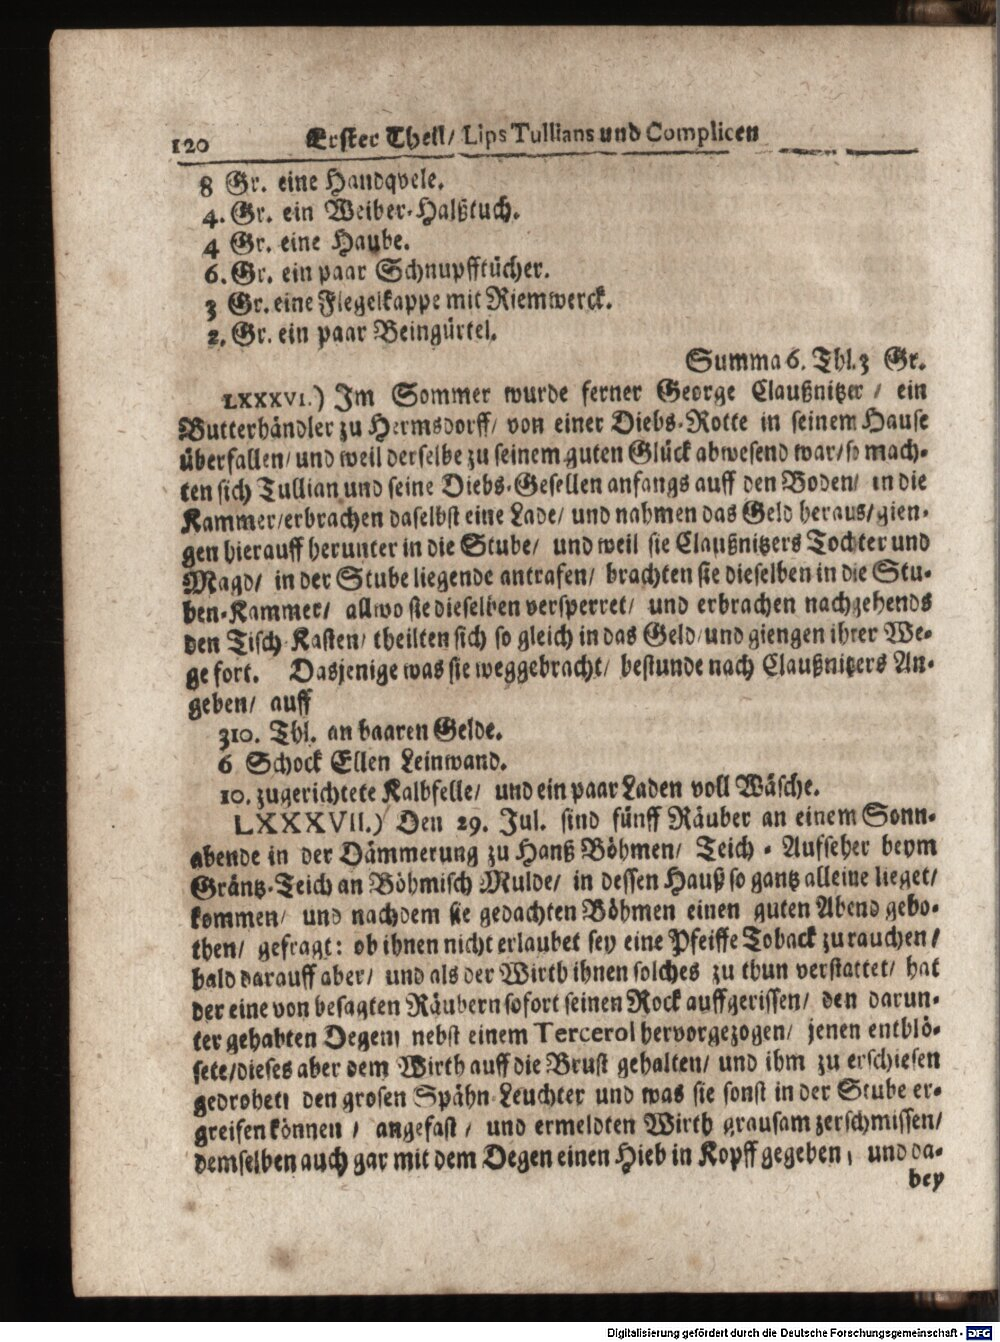 120 Erster Theil/ Lips Tullians und Complicen
8 Gr. eine Handqvele.
4. Gr. ein Weiber-Halßtuch.
4 Gr. eine Haube.
6. Gr. ein paar Schnupfftücher.
3 Gr. eine Flegelkappe mit Riemwerck.
2. Gr. ein paar Beingürtel.
Summa 6. Thl. 3 Gr.
LXXXVI.) Im Sommer wurde ferner George Claußnitzer / ein
Butterhändler zu Hermsdorff/ von einer Diebs-Rotte in seinem Hause
überfallen/ und weil derselbe zu seinem guten Glück abwesend war/ so mach-
ten sich Tullian und seine Diebs-Gesellen anfangs auff den Boden/ in die
Kammer/ erbrachen daselbst eine Lade/ und nahmen das Geld heraus/ gien-
gen hierauff herunter in die Stube/ und weil sie Claußnitzers Tochter und
Magd/ in der Stube liegende antrafen/ brachten sie dieselben in die Stu-
ben-Kammer/ allwo sie dieselben versperret/ und erbrachen nachgehends
den Tisch-Kasten/ theilten sich so gleich in das Geld/ und giengen ihrer We-
ge fort. Dasjenige was sie weggebracht/ bestunde nach Claußnitzers An-
geben/ auff
310. Thl. an baaren Gelde.
6 Schock Ellen Leinwand.
10. zugerichtete Kalbfelle/ und ein paar Laden voll Wäsche.
LXXXVII.) Den 29. Jul. sind fünff Räuber an einem Sonn-
abende in der Dämmerung zu Hanß Böhmen/ Teich-Aufseher beym
Gräntz-Teich an Böhmisch Mulde/ in dessen Hauß so gantz alleine lieget/
kommen/ und nachdem sie gedachten Böhmen einen guten Abend gebo-
then/ gefragt: ob ihnen nicht erlaubet sey eine Pfeiffe Toback zu rauchen/
bald darauff aber/ und als der Wirth ihnen solches zu thun verstattet/ hat
der eine von besagten Räubern sofort seinen Rock auffgerissen/ den darun-
ter gehabten Degen/ nebst einem Tercerol hervorgezogen/ jenen entblö-
sete/ dieses aber dem Wirth auff die Brust gehalten/ und ihm zu erschiesen
gedrohet/ den grosen Spähn-Leuchter und was sie sonst in der Stube er-
greifen können / angefast / und ermeldten Wirth grausam zerschmissen/
demselben auch gar mit dem Degen einen Hieb in Kopff gegeben, und da-
bey
Digitalisierung gefördert durch die Deutsche Forschungsgemeinschaft - DFG